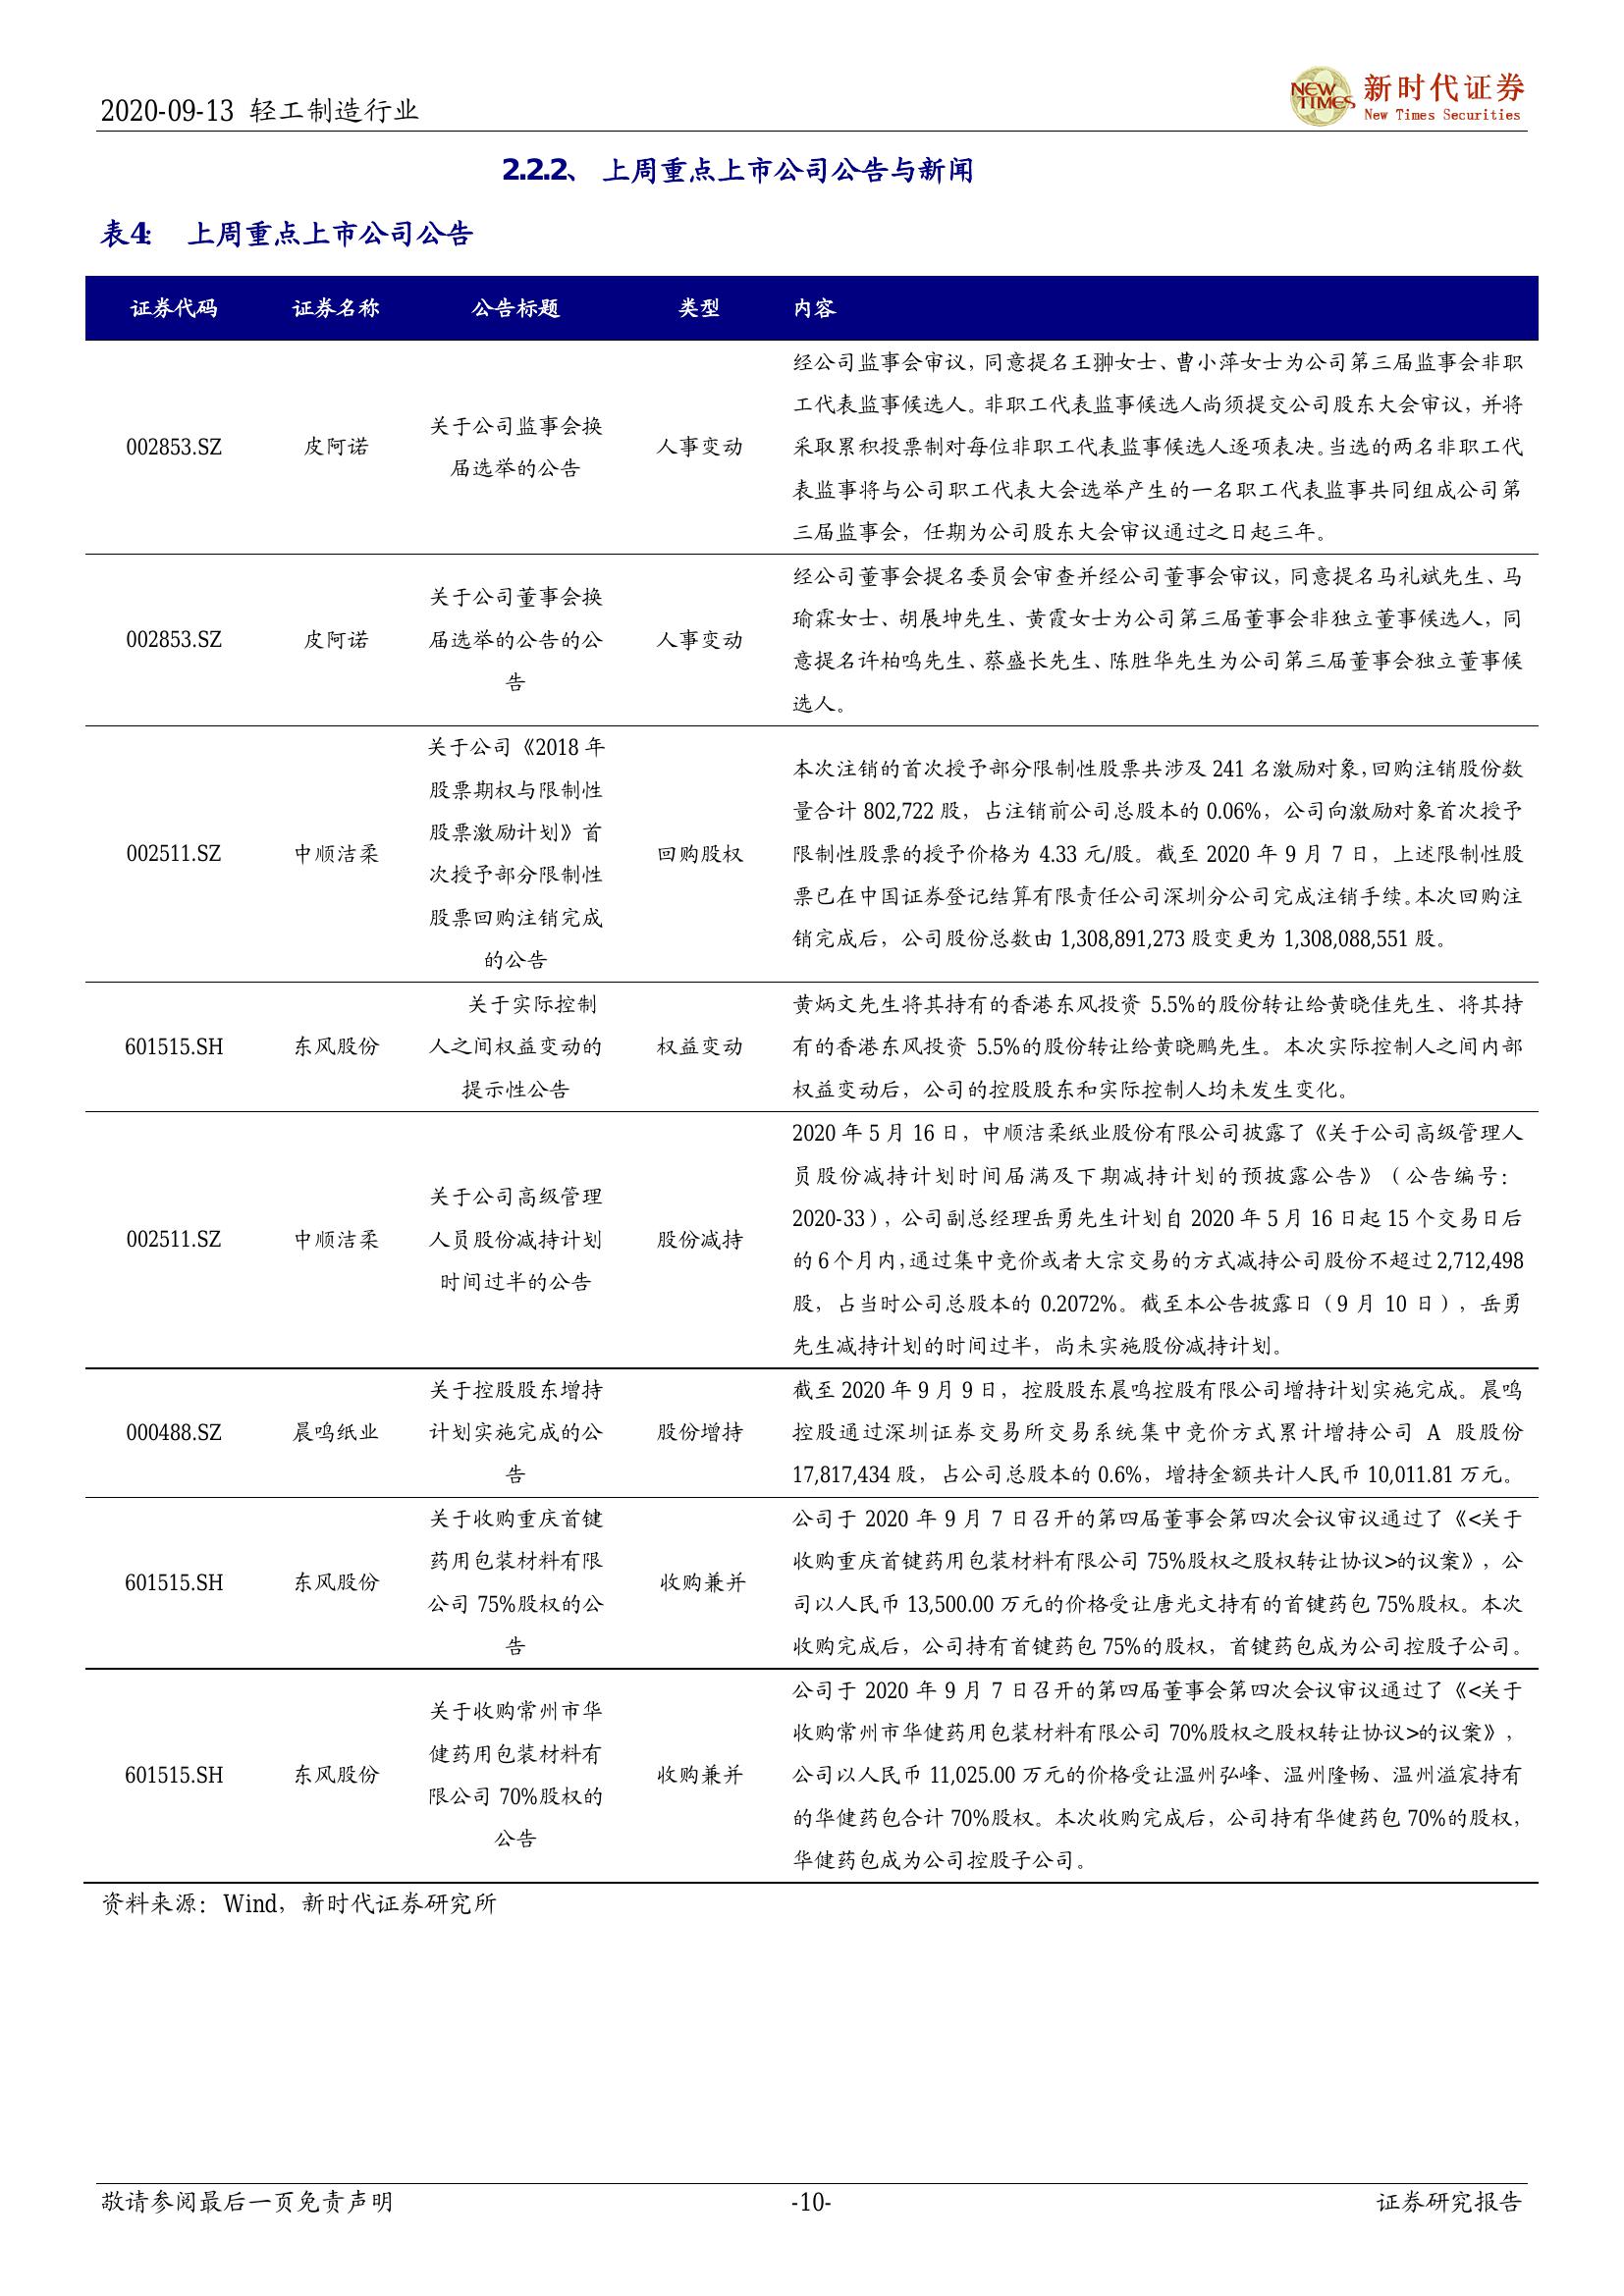 2020-09-13 轻工制造行业
NEW TIMES
新时代证券
New Times Securities
2.2.2、 上周重点上市公司公告与新闻
表4: 上周重点上市公司公告
证券代码 证券名称 公告标题 类型 内容
002853.SZ
皮阿诺
关于公司监事会换
届选举的公告
人事变动
经公司监事会审议，同意提名王翀女士、曹小萍女士为公司第三届监事会非职
工代表监事候选人。非职工代表监事候选人尚须提交公司股东大会审议，并将
采取累积投票制对每位非职工代表监事候选人逐项表决。当选的两名非职工代
表监事将与公司职工代表大会选举产生的一名职工代表监事共同组成公司第
三届监事会，任期为公司股东大会审议通过之日起三年。
002853.SZ
皮阿诺
关于公司董事会换
届选举的公告的公
告
人事变动
经公司董事会提名委员会审查并经公司董事会审议，同意提名马礼斌先生、马
瑜霖女士、胡展坤先生、黄霞女士为公司第三届董事会非独立董事候选人，同
意提名许柏鸣先生、蔡盛长先生、陈胜华先生为公司第三届董事会独立董事候
选人。
002511.SZ
中顺洁柔
关于公司《2018 年
股票期权与限制性
股票激励计划》首
次授予部分限制性
股票回购注销完成
的公告
回购股权
本次注销的首次授予部分限制性股票共涉及 241 名激励对象，回购注销股份数
量合计 802,722 股，占注销前公司总股本的 0.06%，公司向激励对象首次授予
限制性股票的授予价格为 4.33 元/股。截至 2020 年 9 月 7 日，上述限制性股
票已在中国证券登记结算有限责任公司深圳分公司完成注销手续。本次回购注
销完成后，公司股份总数由 1,308,891,273 股变更为 1,308,088,551 股。
601515.SH
东风股份
关于实际控制
人之间权益变动的
提示性公告
权益变动
黄炳文先生将其持有的香港东风投资 5.5%的股份转让给黄晓佳先生、将其持
有的香港东风投资 5.5%的股份转让给黄晓鹏先生。本次实际控制人之间内部
权益变动后，公司的控股股东和实际控制人均未发生变化。
002511.SZ
中顺洁柔
关于公司高级管理
人员股份减持计划
时间过半的公告
股份减持
2020 年 5 月 16 日，中顺洁柔纸业股份有限公司披露了《关于公司高级管理人
员股份减持计划时间届满及下期减持计划的预披露公告》（公告编号：
2020-33），公司副总经理岳勇先生计划自 2020 年 5 月 16 日起 15 个交易日后
的 6 个月内，通过集中竞价或者大宗交易的方式减持公司股份不超过 2,712,498
股，占当时公司总股本的 0.2072%。截至本公告披露日（9 月 10 日），岳勇
先生减持计划的时间过半，尚未实施股份减持计划。
000488.SZ
晨鸣纸业
关于控股股东增持
计划实施完成的公
告
股份增持
截至 2020 年 9 月 9 日，控股股东晨鸣控股有限公司增持计划实施完成。晨鸣
控股通过深圳证券交易所交易系统集中竞价方式累计增持公司 A 股股份
17,817,434 股，占公司总股本的 0.6%，增持金额共计人民币 10,011.81 万元。
601515.SH
东风股份
关于收购重庆首键
药用包装材料有限
公司 75%股权的公
告
收购兼并
公司于 2020 年 9 月 7 日召开的第四届董事会第四次会议审议通过了《<关于
收购重庆首键药用包装材料有限公司 75%股权之股权转让协议>的议案》，公
司以人民币 13,500.00 万元的价格受让唐光文持有的首键药包 75%股权。本次
收购完成后，公司持有首键药包 75%的股权，首键药包成为公司控股子公司。
601515.SH
东风股份
关于收购常州市华
健药用包装材料有
限公司 70%股权的
公告
收购兼并
公司于 2020 年 9 月 7 日召开的第四届董事会第四次会议审议通过了《<关于
收购常州市华健药用包装材料有限公司 70%股权之股权转让协议>的议案》，
公司以人民币 11,025.00 万元的价格受让温州弘峰、温州隆畅、温州溢宸持有
的华健药包合计 70%股权。本次收购完成后，公司持有华健药包 70%的股权，
华健药包成为公司控股子公司。
资料来源：Wind，新时代证券研究所
敬请参阅最后一页免责声明 -10- 证券研究报告